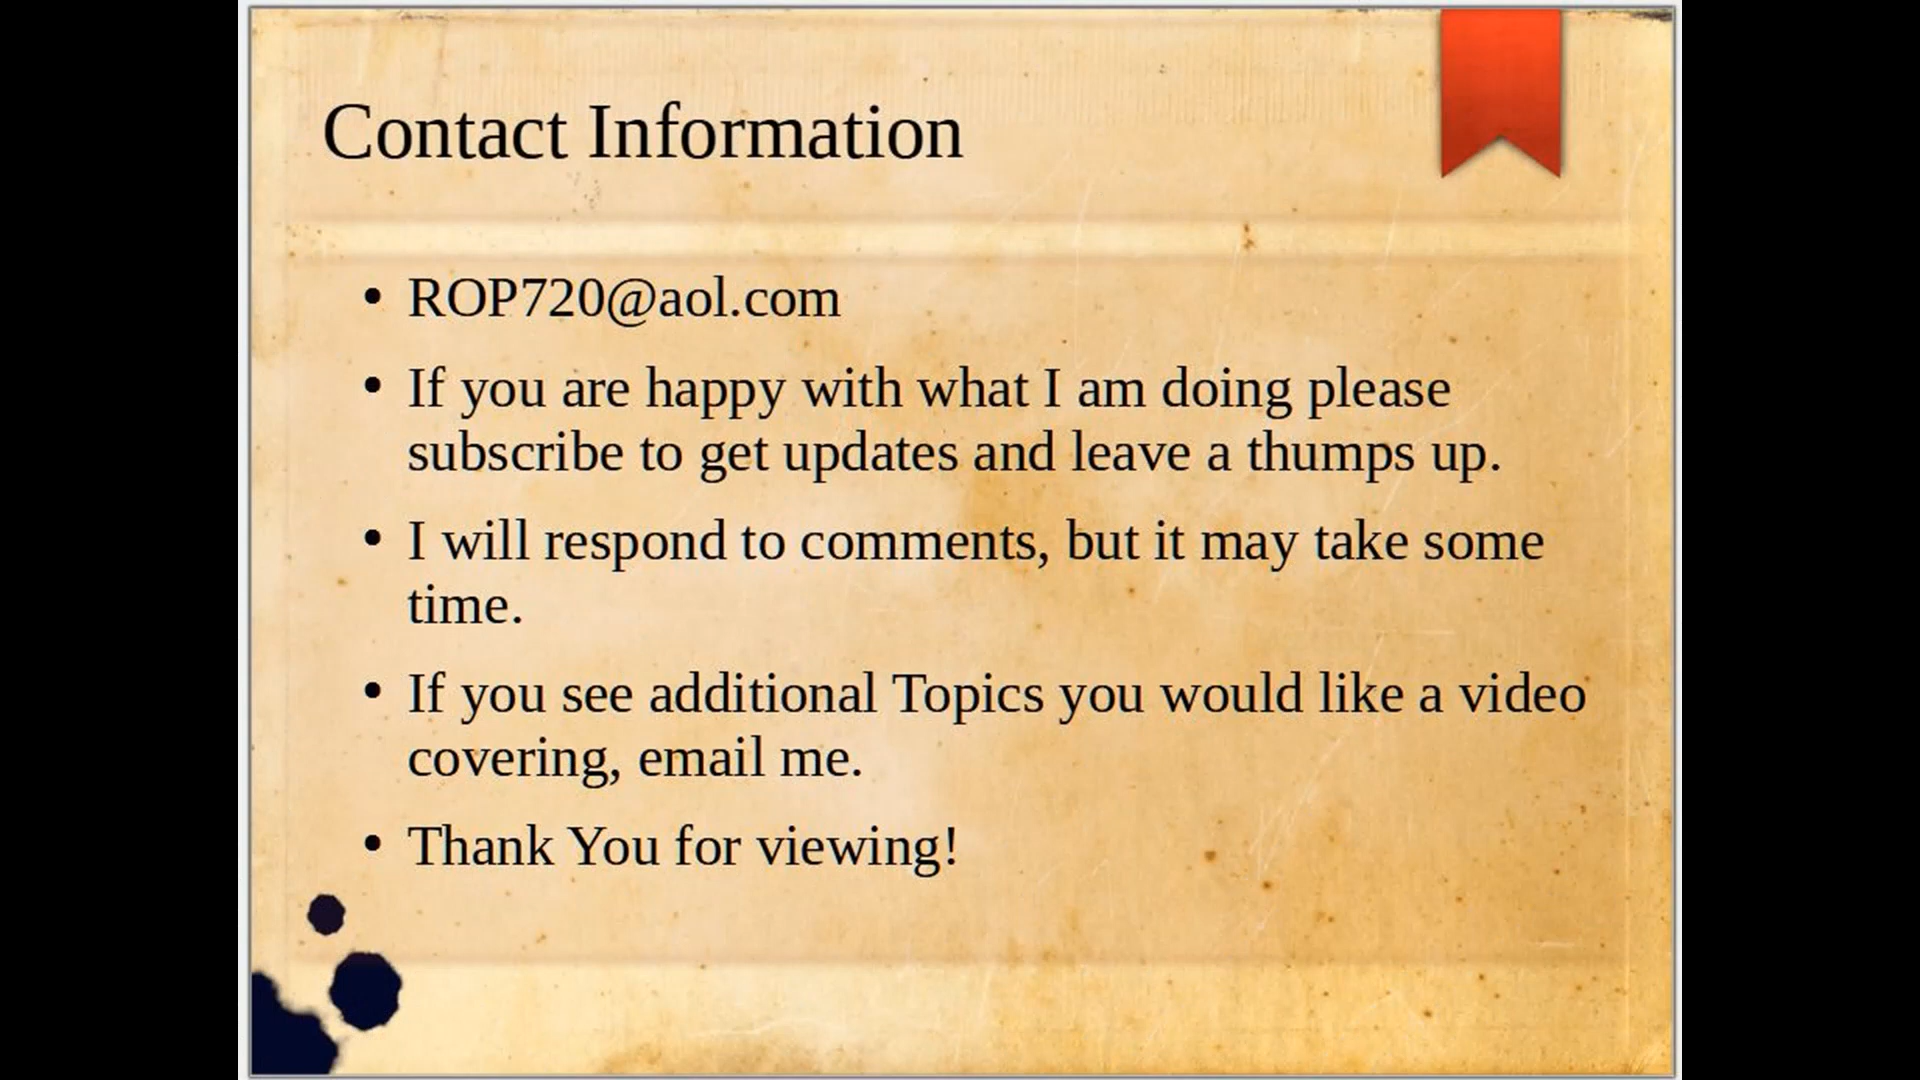 Contact Information
• ROP720@aol.com
• If you are happy with what I am doing please
subscribe to get updates and leave a thumps up.
• I will respond to comments, but it may take some
time.
• If you see additional Topics you would like a video
covering, email me.
• Thank You for viewing!